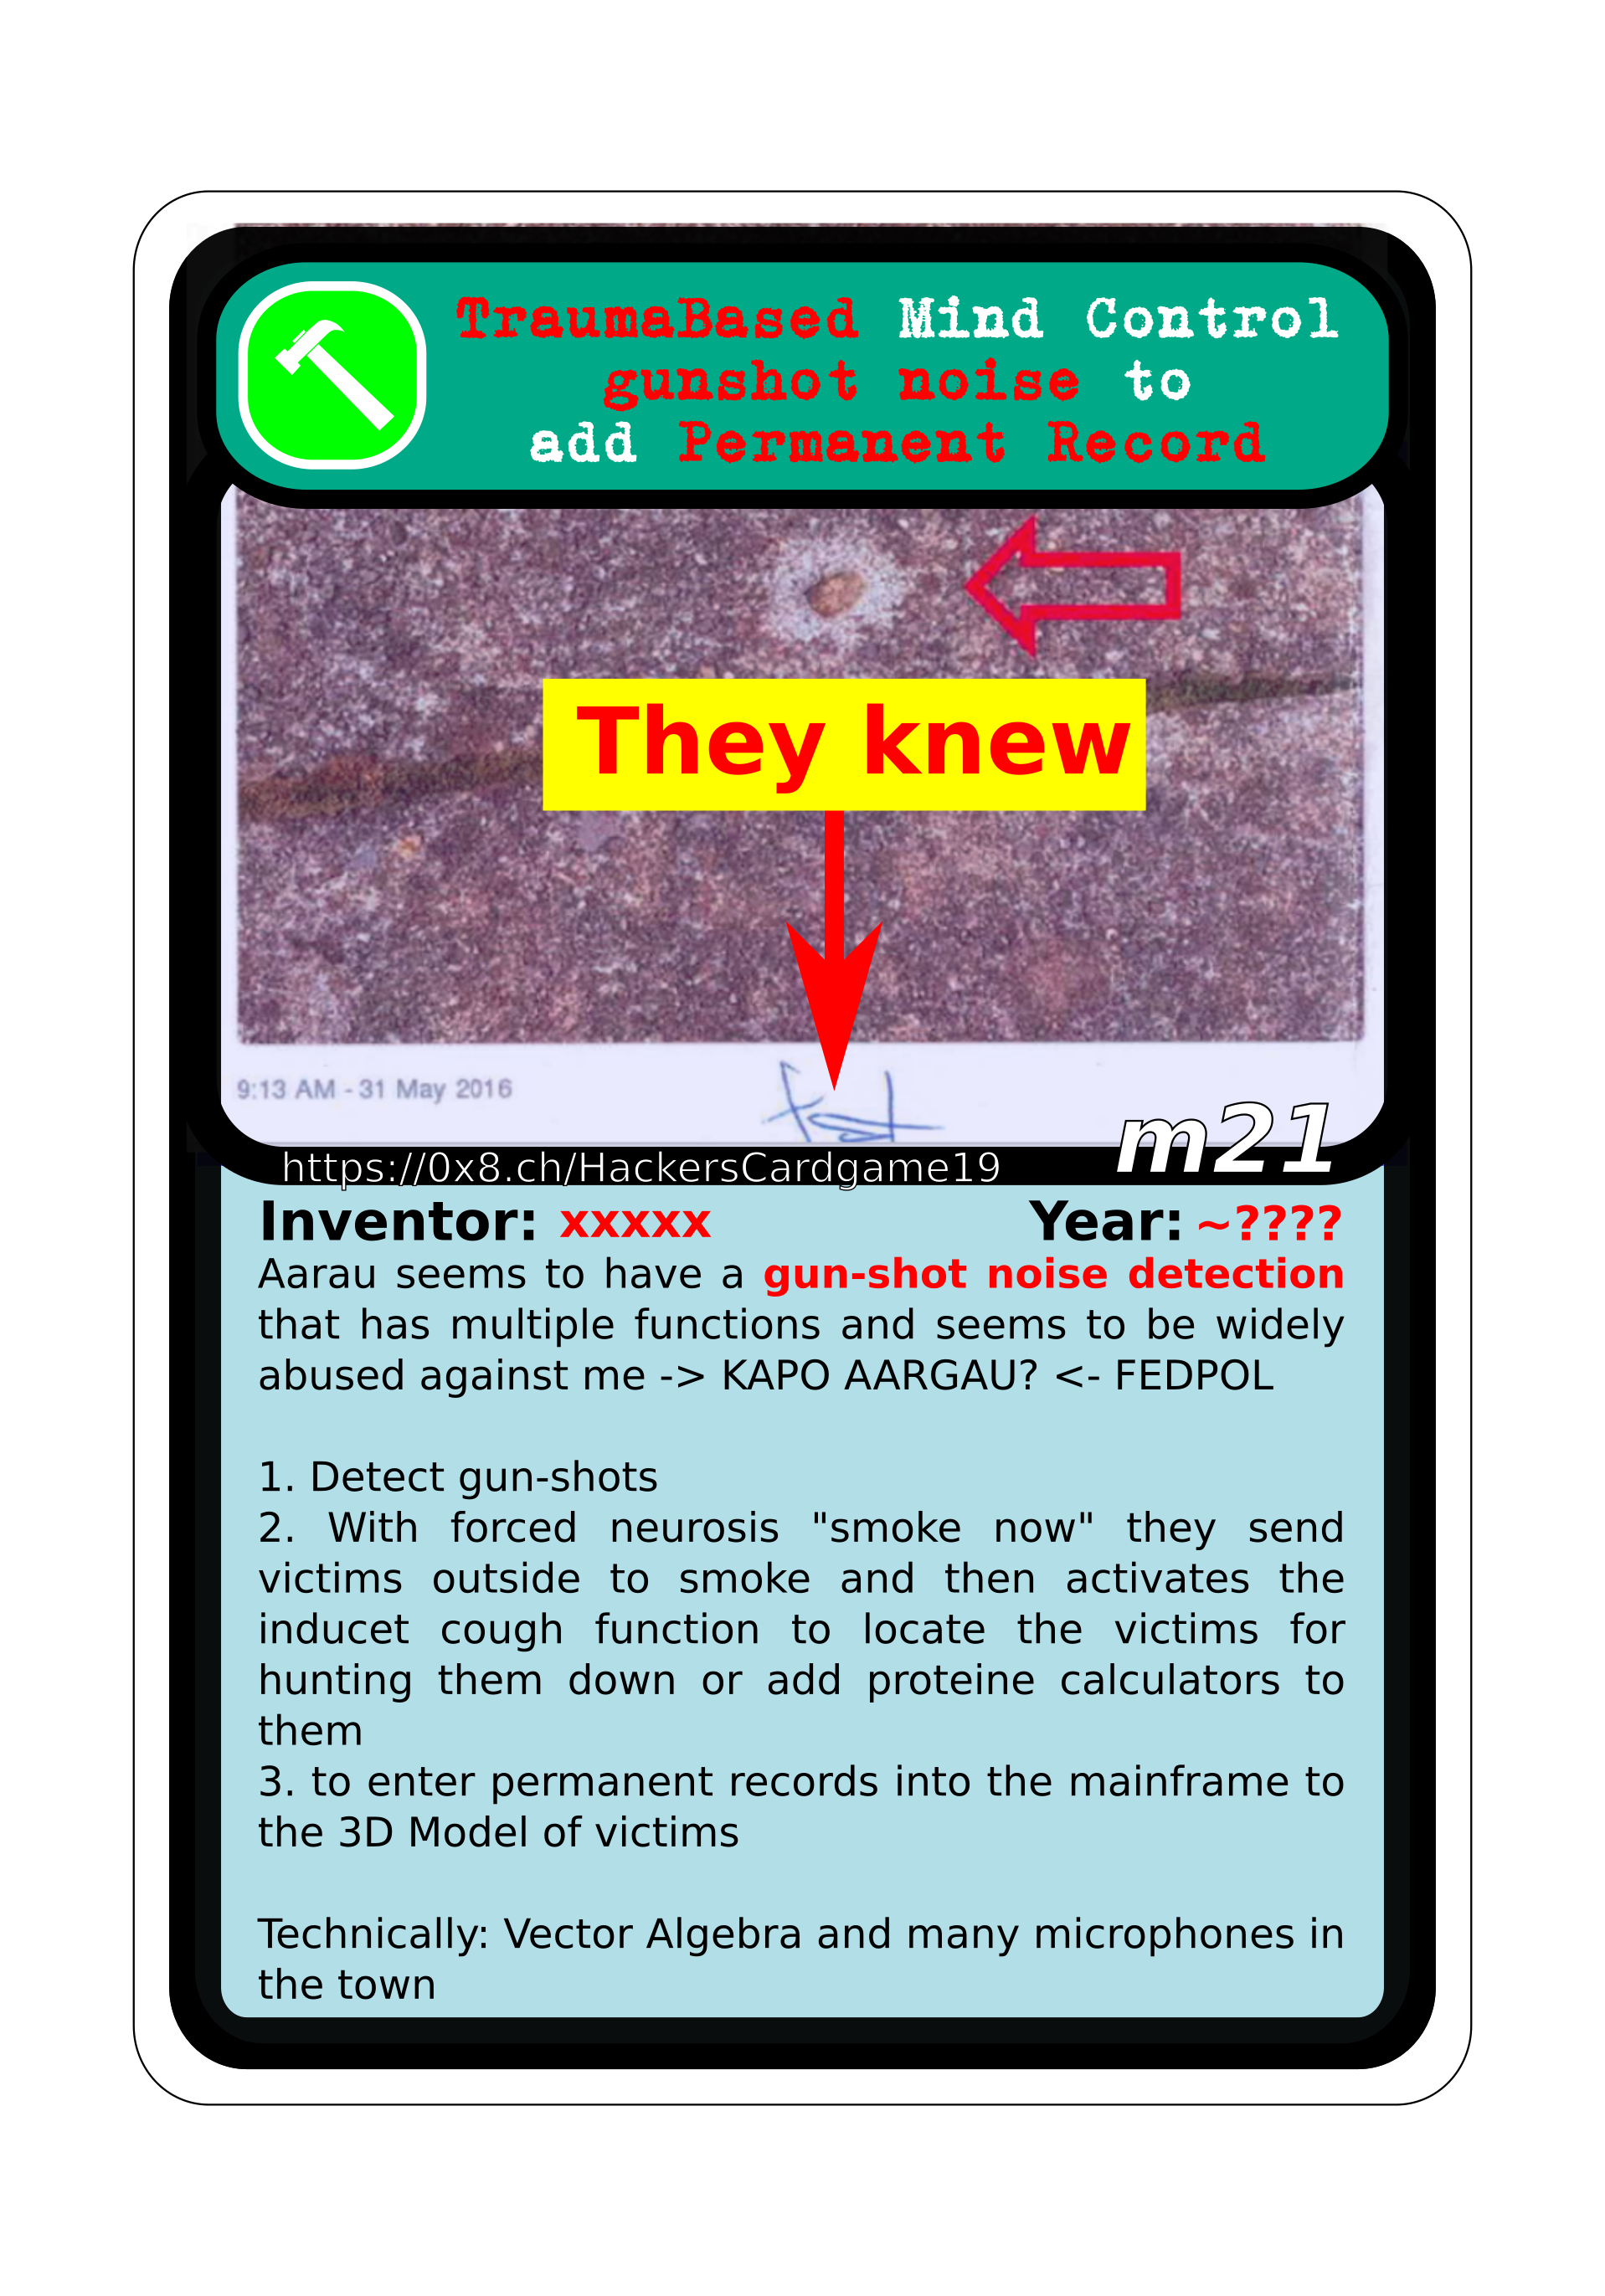 TraumaBased Mind Control
gunshot noise to
add Permanent Record
They knew
9:13 AM - 31 May 2016
m21
https://0x8.ch/HackersCardgame19
Inventor: xxxxx Year: ~????
Aarau seems to have a gun-shot noise detection
that has multiple functions and seems to be widely
abused against me -> KAPO AARGAU? <- FEDPOL
1. Detect gun-shots
2. With forced neurosis "smoke now" they send
victims outside to smoke and then activates the
inducet cough function to locate the victims for
hunting them down or add proteine calculators to
them
3. to enter permanent records into the mainframe to
the 3D Model of victims
Technically: Vector Algebra and many microphones in
the town